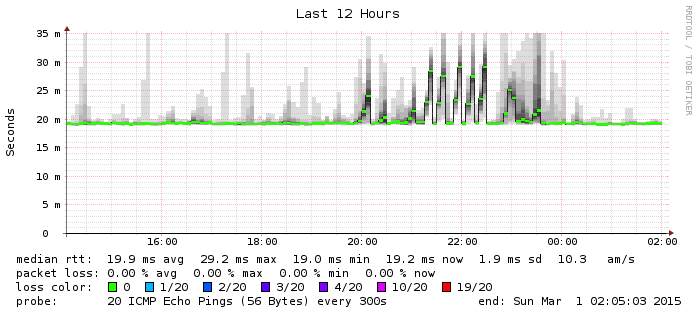 Last 12 Hours
RRDTOOL / TOBI OETIKER
Seconds
35 m
30 m
25 m
20 m
15 m
10 m
5 m
0
16:00 18:00 20:00 22:00 00:00 02:00
median rtt: 19.9 ms avg 29.2 ms max 19.0 ms min 19.2 ms now 1.9 ms sd 10.3 am/s
packet loss: 0.00 % avg 0.00 % max 0.00 % min 0.00 % now
loss color: 0 1/20 2/20 3/20 4/20 10/20 19/20
probe: 20 ICMP Echo Pings (56 Bytes) every 300s end: Sun Mar 1 02:05:03 2015